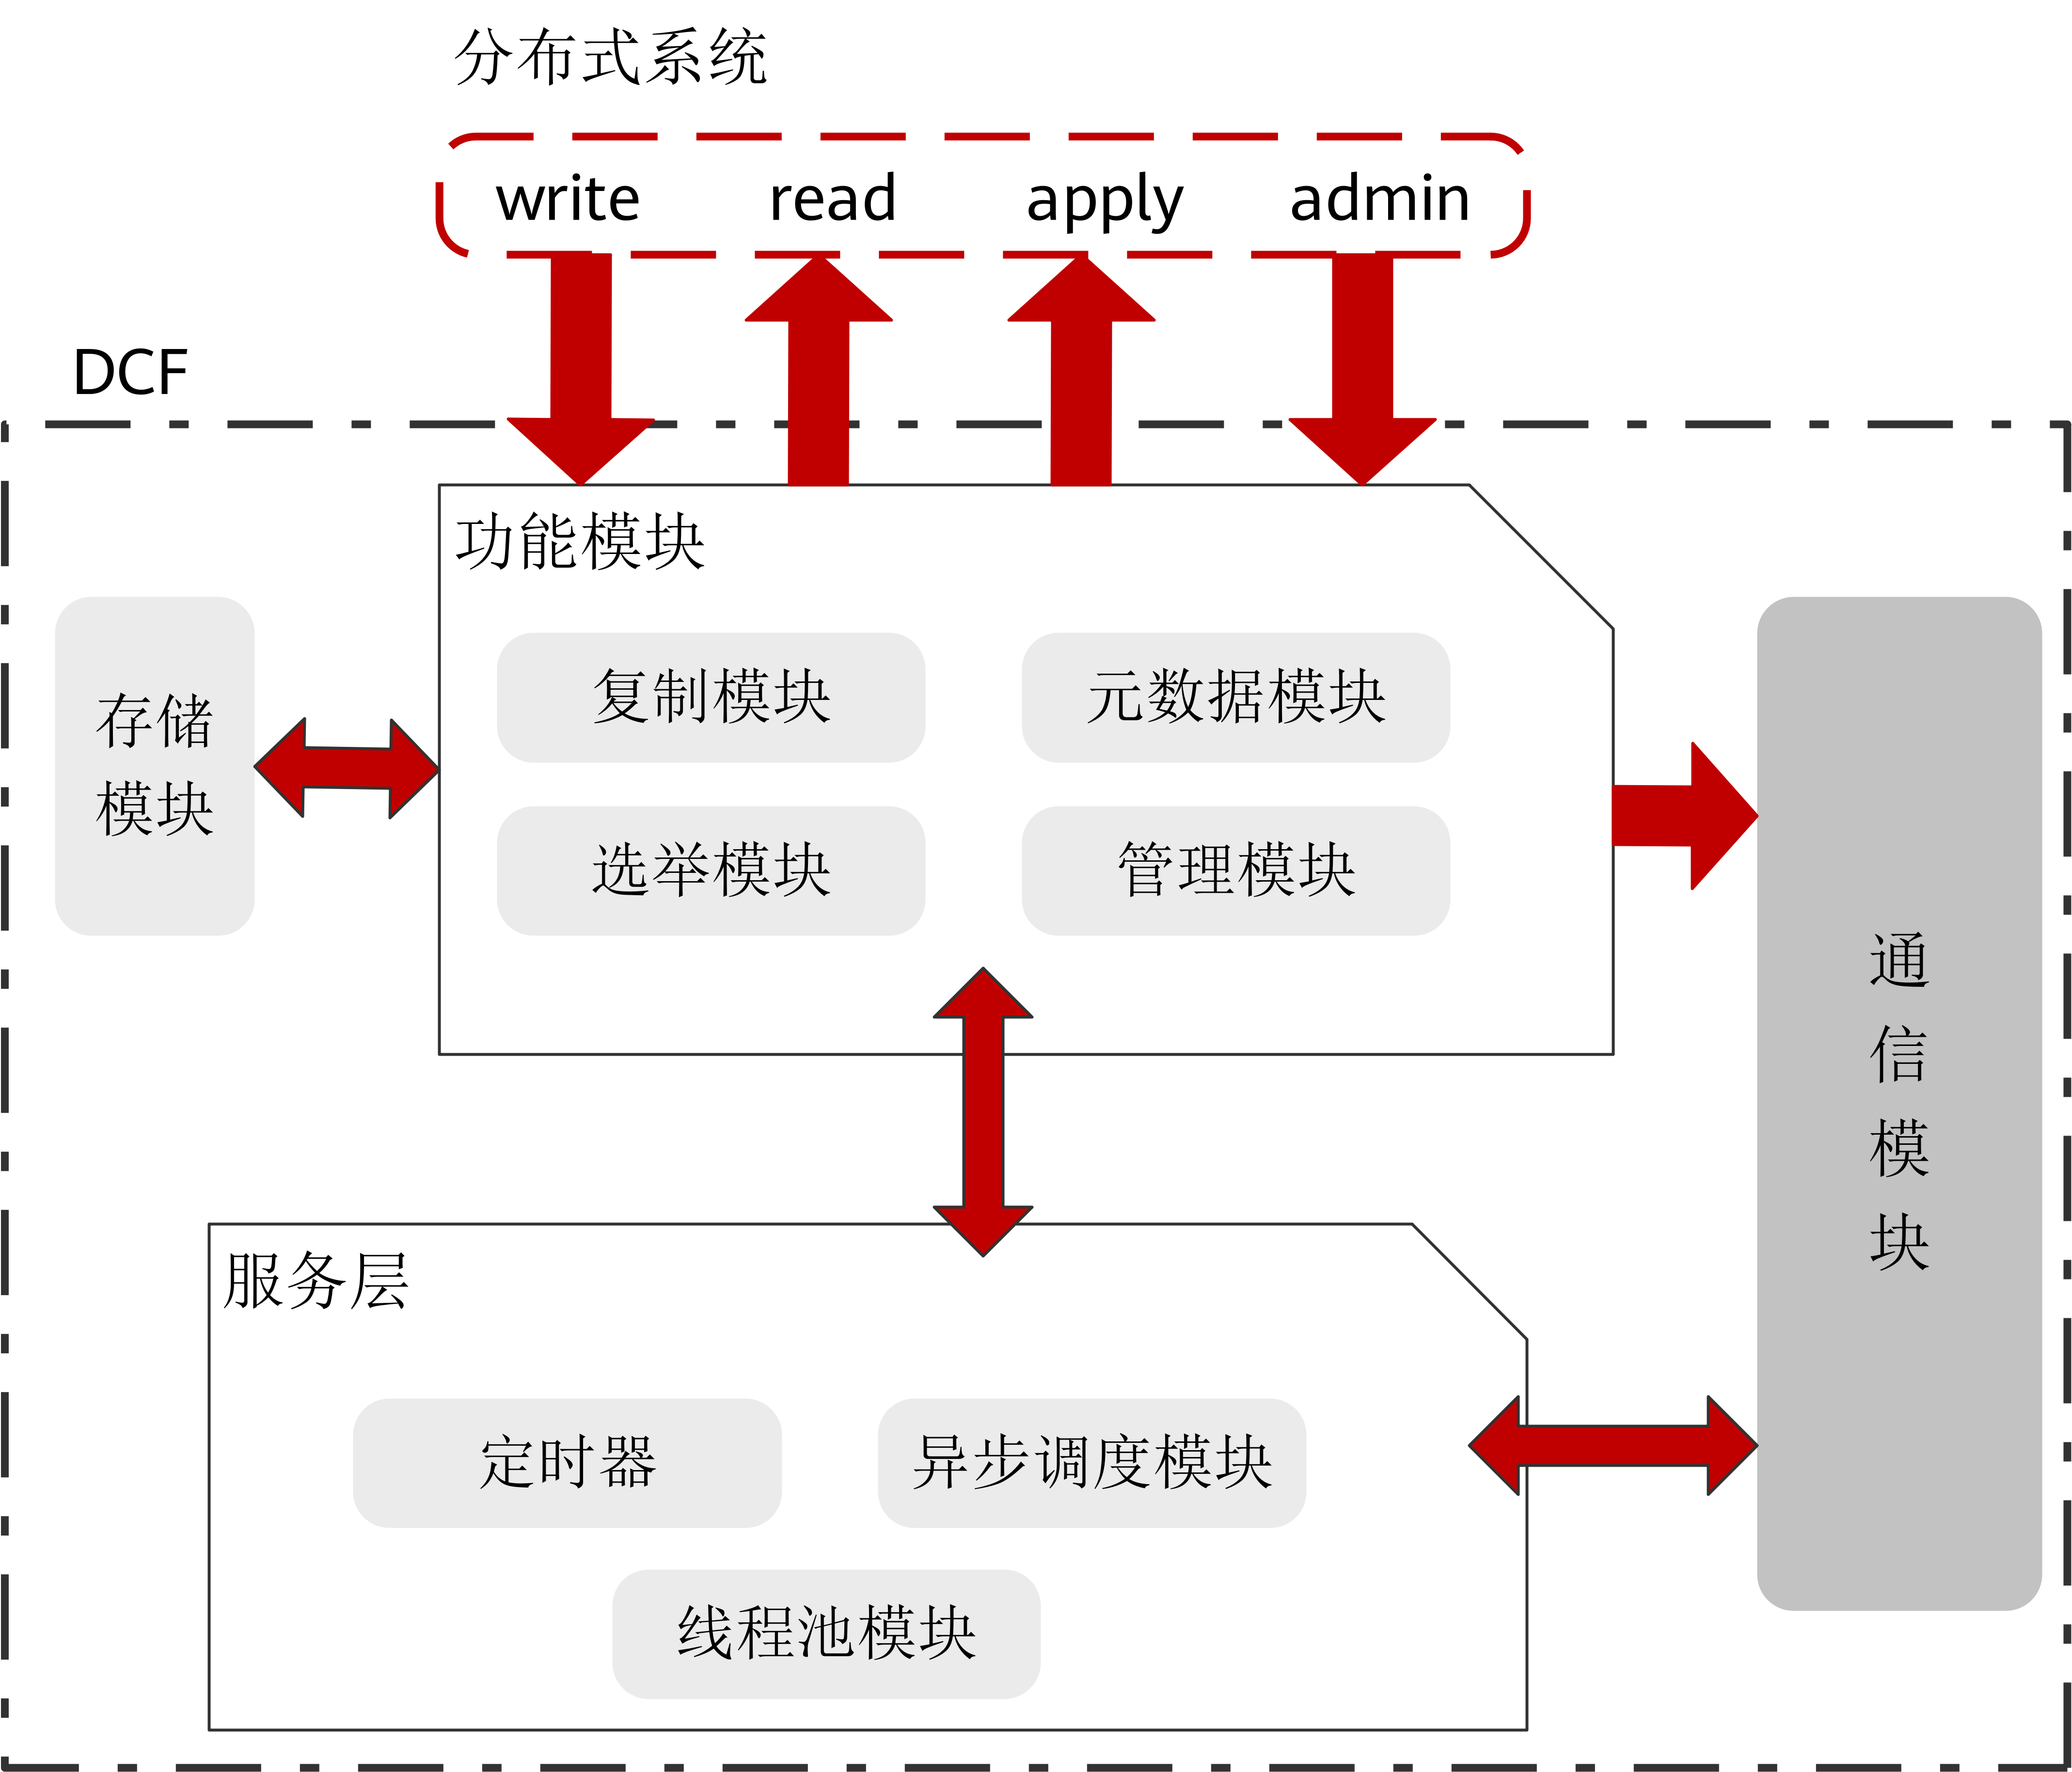 分布式系统
write read apply admin
DCF
功能模块
复制模块 元数据模块
存储
模块
选举模块 管理模块
通
信
模
块
服务层
定时器 异步调度模块
线程池模块